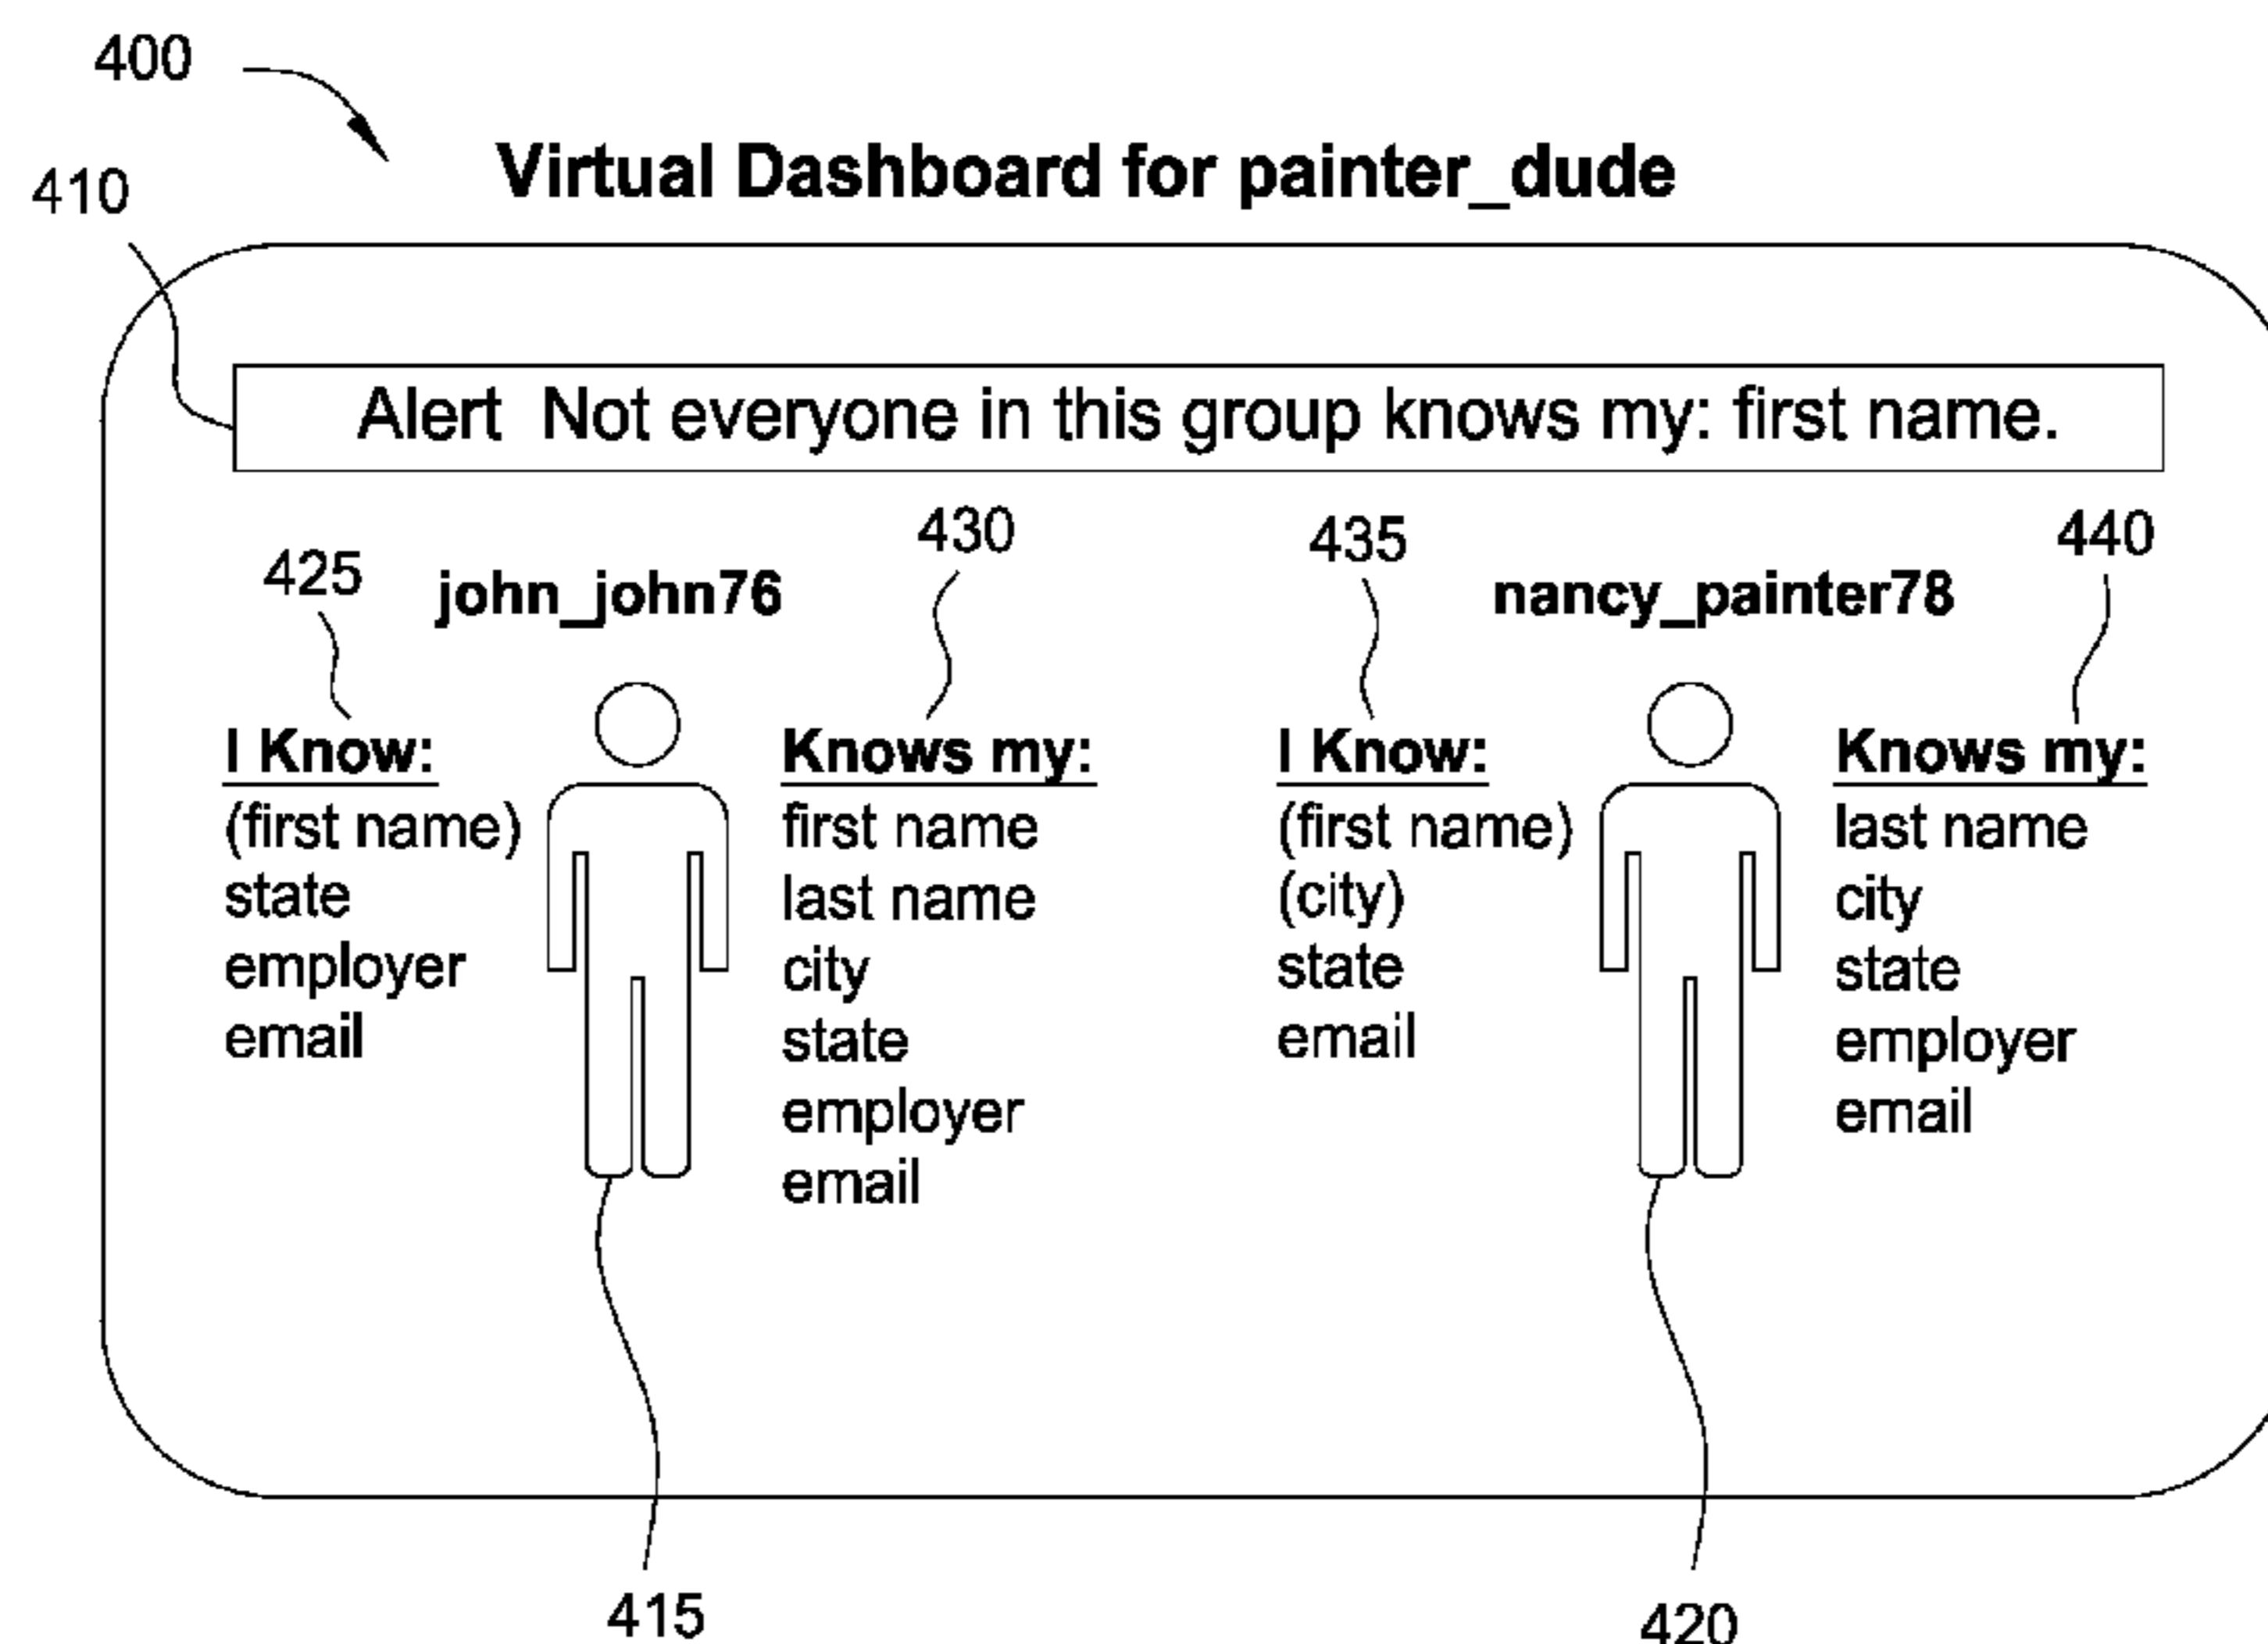 400
Virtual Dashboard for painter_dude
410
Alert Not everyone in this group knows my: first name.
425
john_john76
430
435
nancy_painter78
440
I Know:
(first name)
state
employer
email
Knows my:
first name
last name
city
state
employer
email
I Know:
(first name)
(city)
state
email
Knows my:
last name
city
state
employer
email
415
420